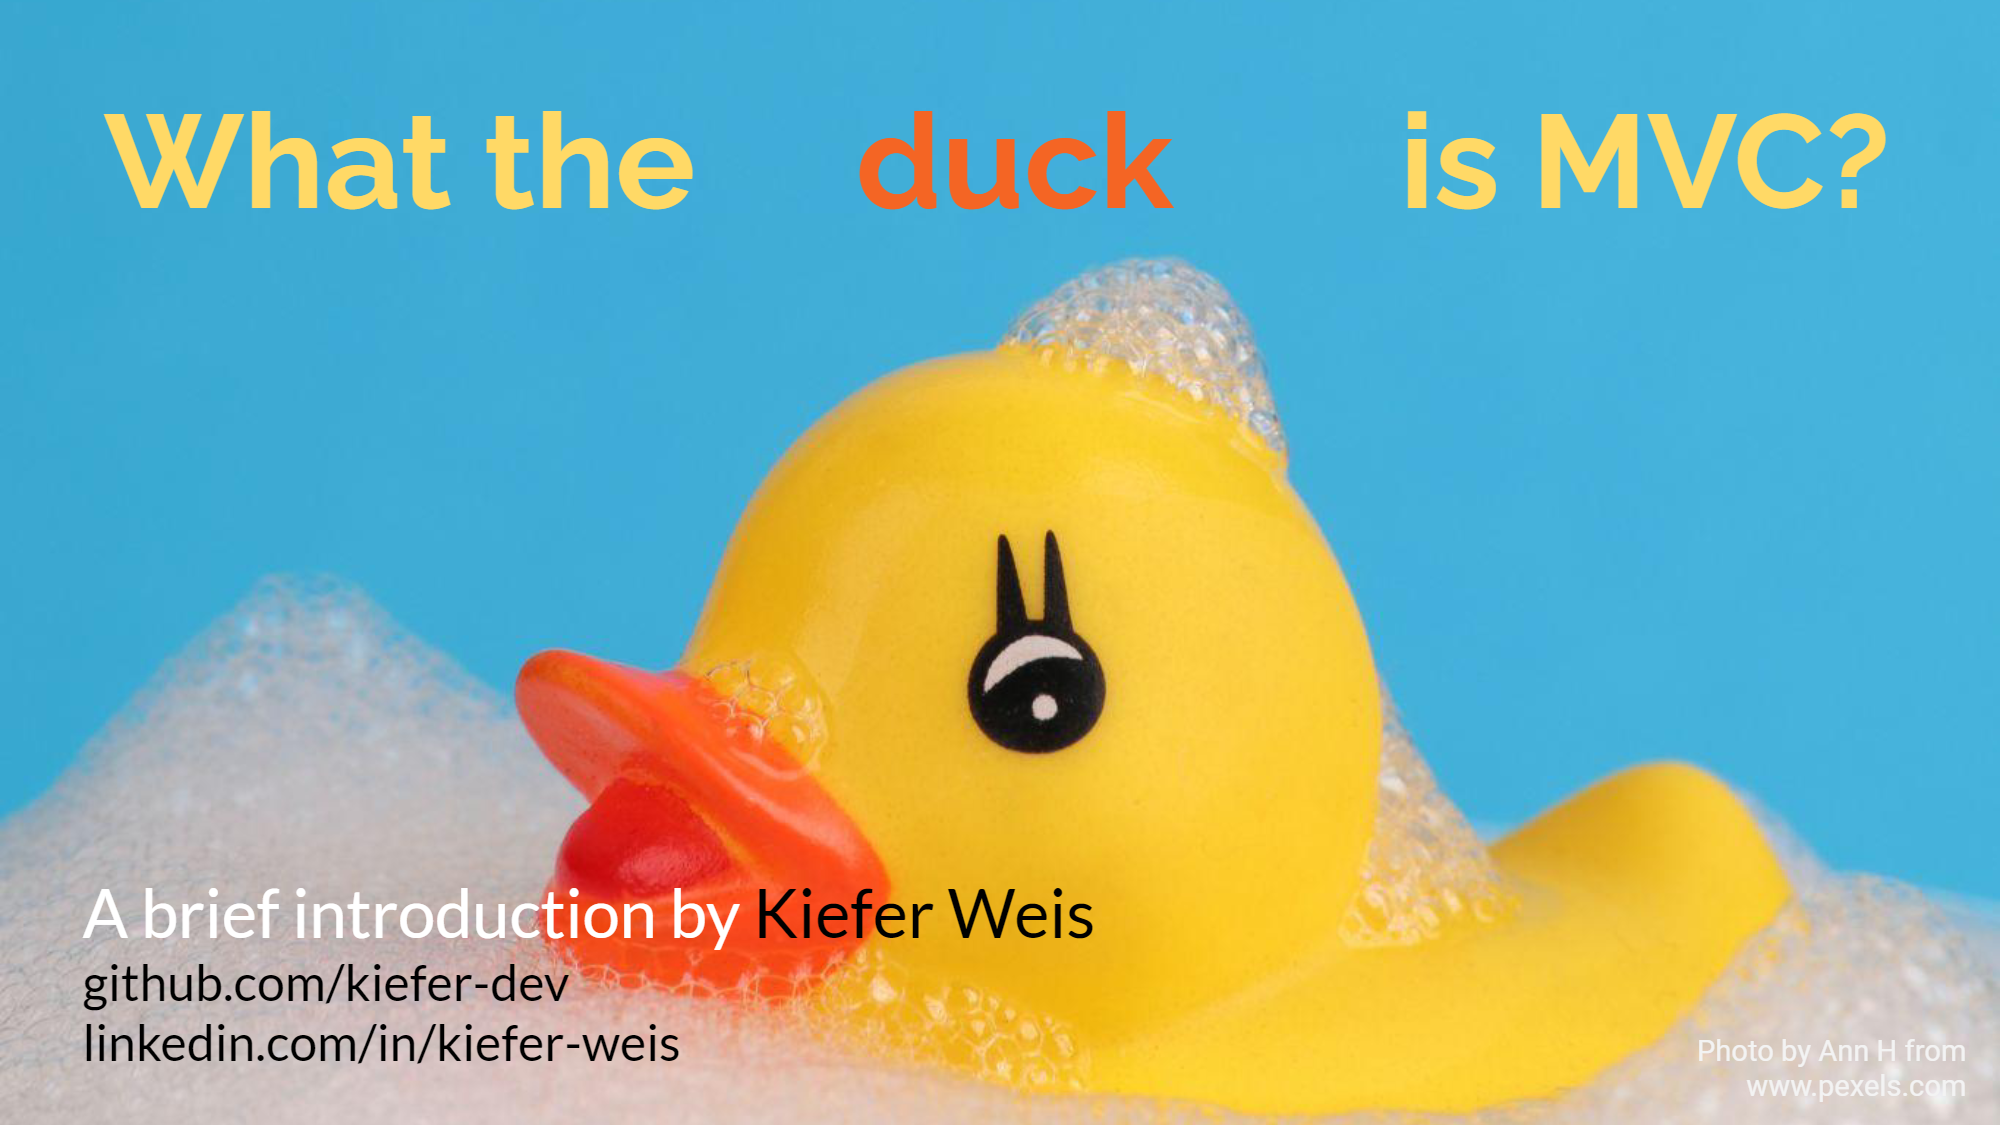 What the duck is MVC?
A brief introduction by Kiefer Weis
github.com/kiefer-dev
linkedin.com/in/kiefer-weis
Photo by Ann H from
www.pexels.com